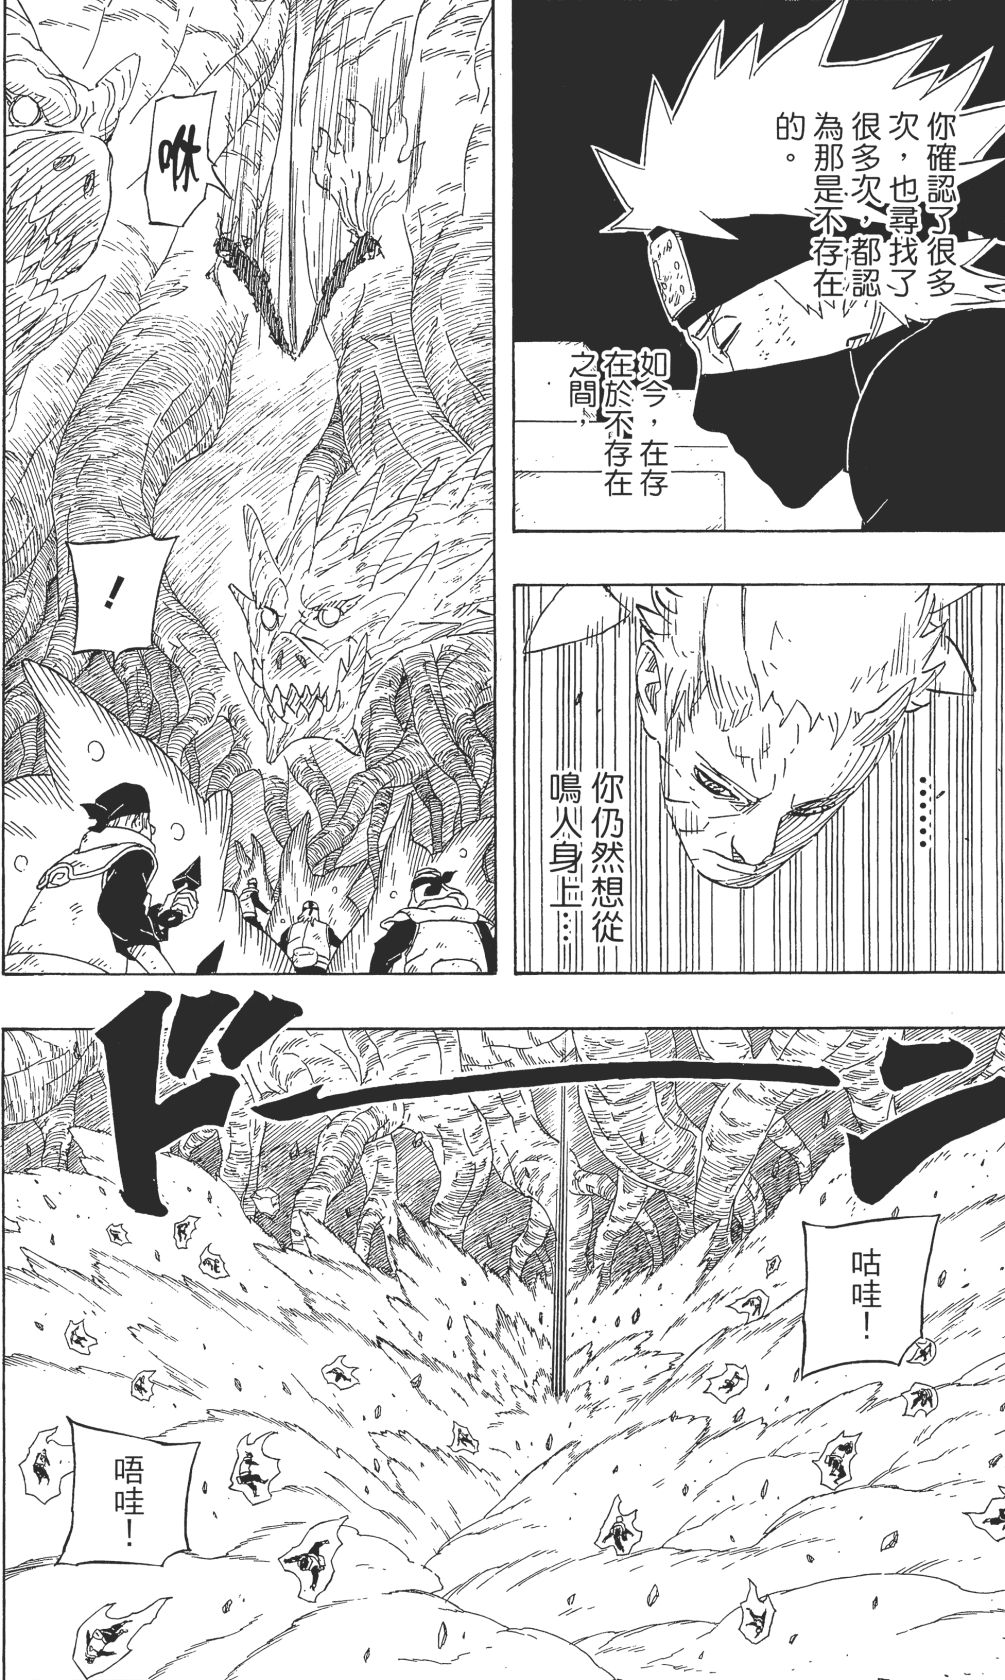 你確認了很多
次，也尋找了
很多次，都認
為那是不存在
的。
如今，在存
在於不存在
之間，
………
你仍然想從
鳴人身上…
咻
！
ドーン
咕哇！
唔哇！